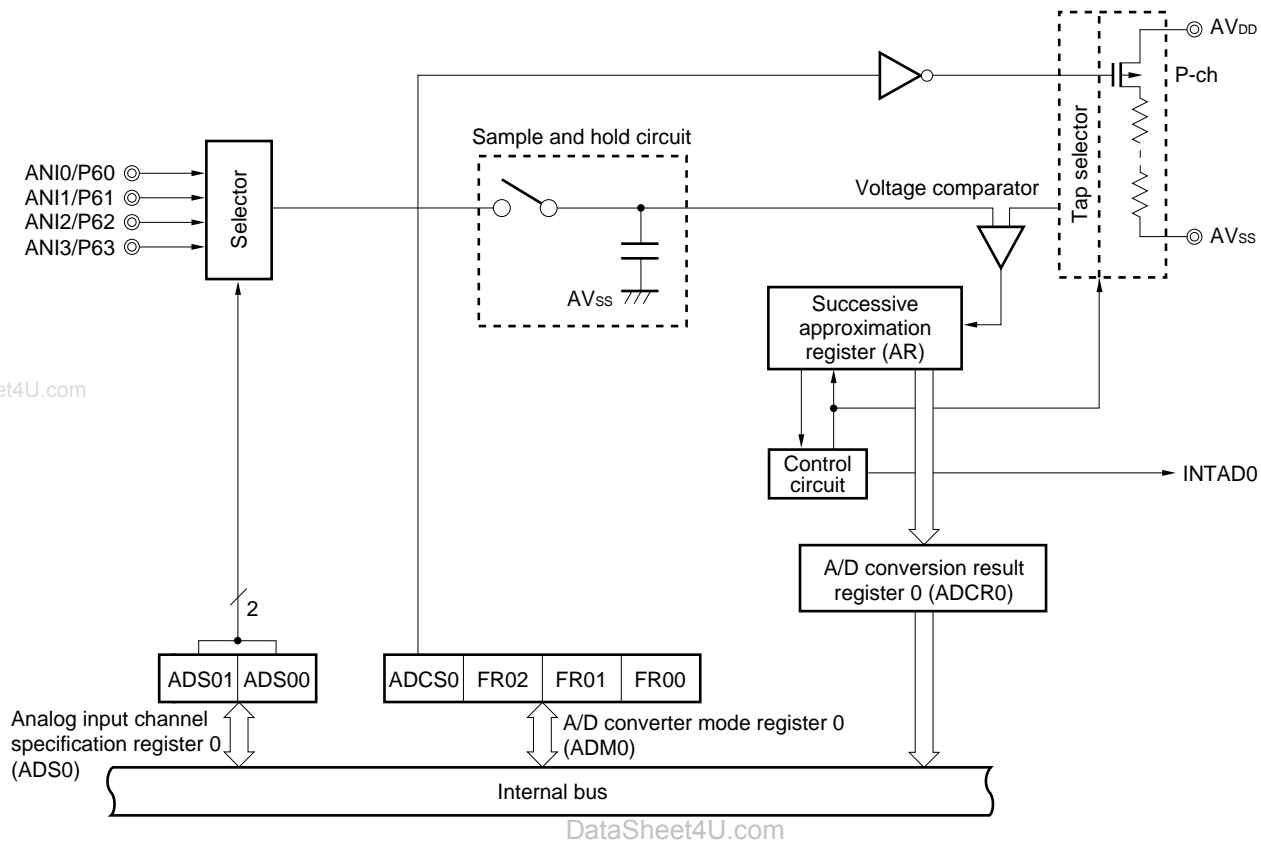 AVDD
P-ch
Tap selector
Sample and hold circuit
Voltage comparator
ANI0/P60
ANI1/P61
ANI2/P62
ANI3/P63
Selector
AVSS
AVSS
Successive
approximation
register (AR)
et4U.com
Control
circuit
INTAD0
A/D conversion result
register 0 (ADCR0)
2
ADS01 ADS00
ADCS0 FR02 FR01 FR00
Analog input channel
specification register 0
(ADS0)
A/D converter mode register 0
(ADM0)
Internal bus
DataSheet4U.com